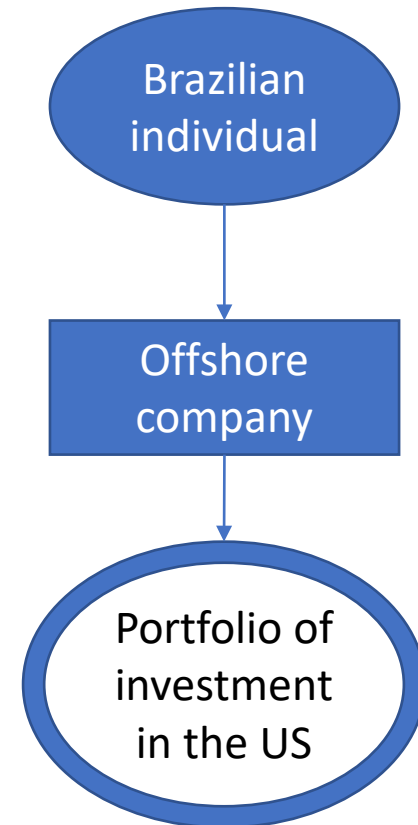 Brazilian
individual
Offshore
company
Portfolio of
investment
in the US